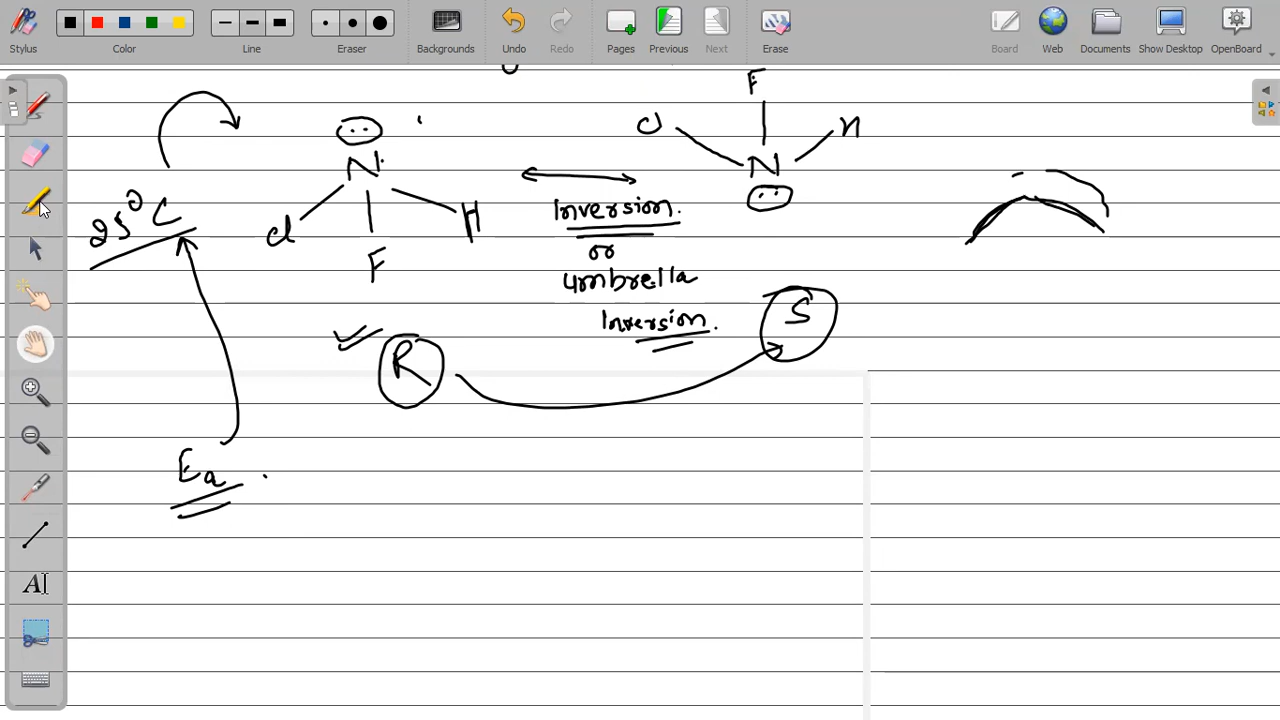 Stylus
Color
Line
Eraser
Backgrounds
Undo
Redo
Pages
Previous
Next
Erase
Board
Web
Documents
Show Desktop
OpenBoard
F
Cl
H
N
25°C
N
Cl
H
F
Inversion.
or
umbrella
Inversion.
R
S
Ea
A